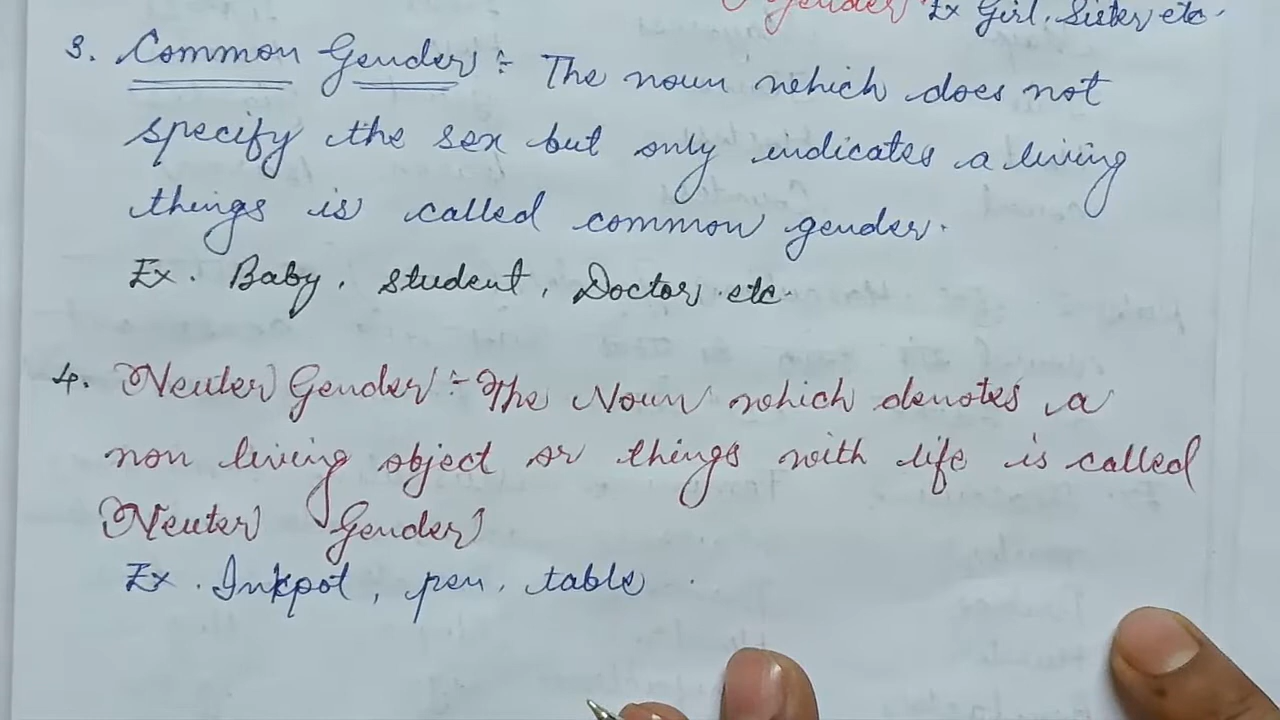 Gender Ex Girl. Sister etc.
3. Common Gender :- The noun which does not
specify the sex but only indicates a living
things is called common gender.
Ex. Baby, student, Doctor etc.
4. Neuter Gender :- The Noun which denotes a
non living object or things with life is called
Neuter Gender
Ex. Inkpot, pen, table